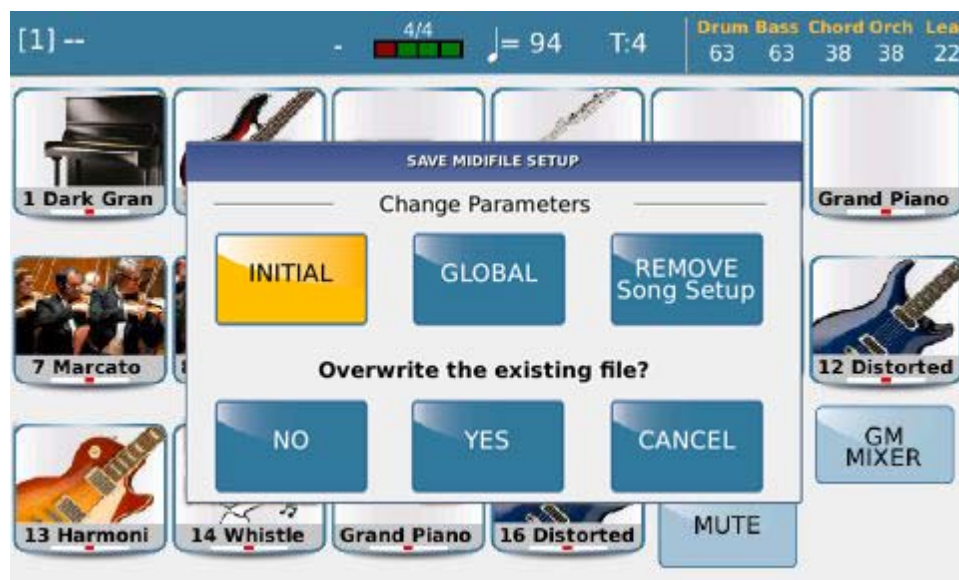 [1] --
-
4/4
♩= 94
T:4
Drum Bass Chord Orch Lea
63 63 38 38 22
SAVE MIDIFILE SETUP
Change Parameters
INITIAL
GLOBAL
REMOVE
Song Setup
Overwrite the existing file?
NO
YES
CANCEL
1 Dark Gran
Grand Piano
7 Marcato
12 Distorted
GM
MIXER
13 Harmoni
14 Whistle
Grand Piano
16 Distorted
MUTE